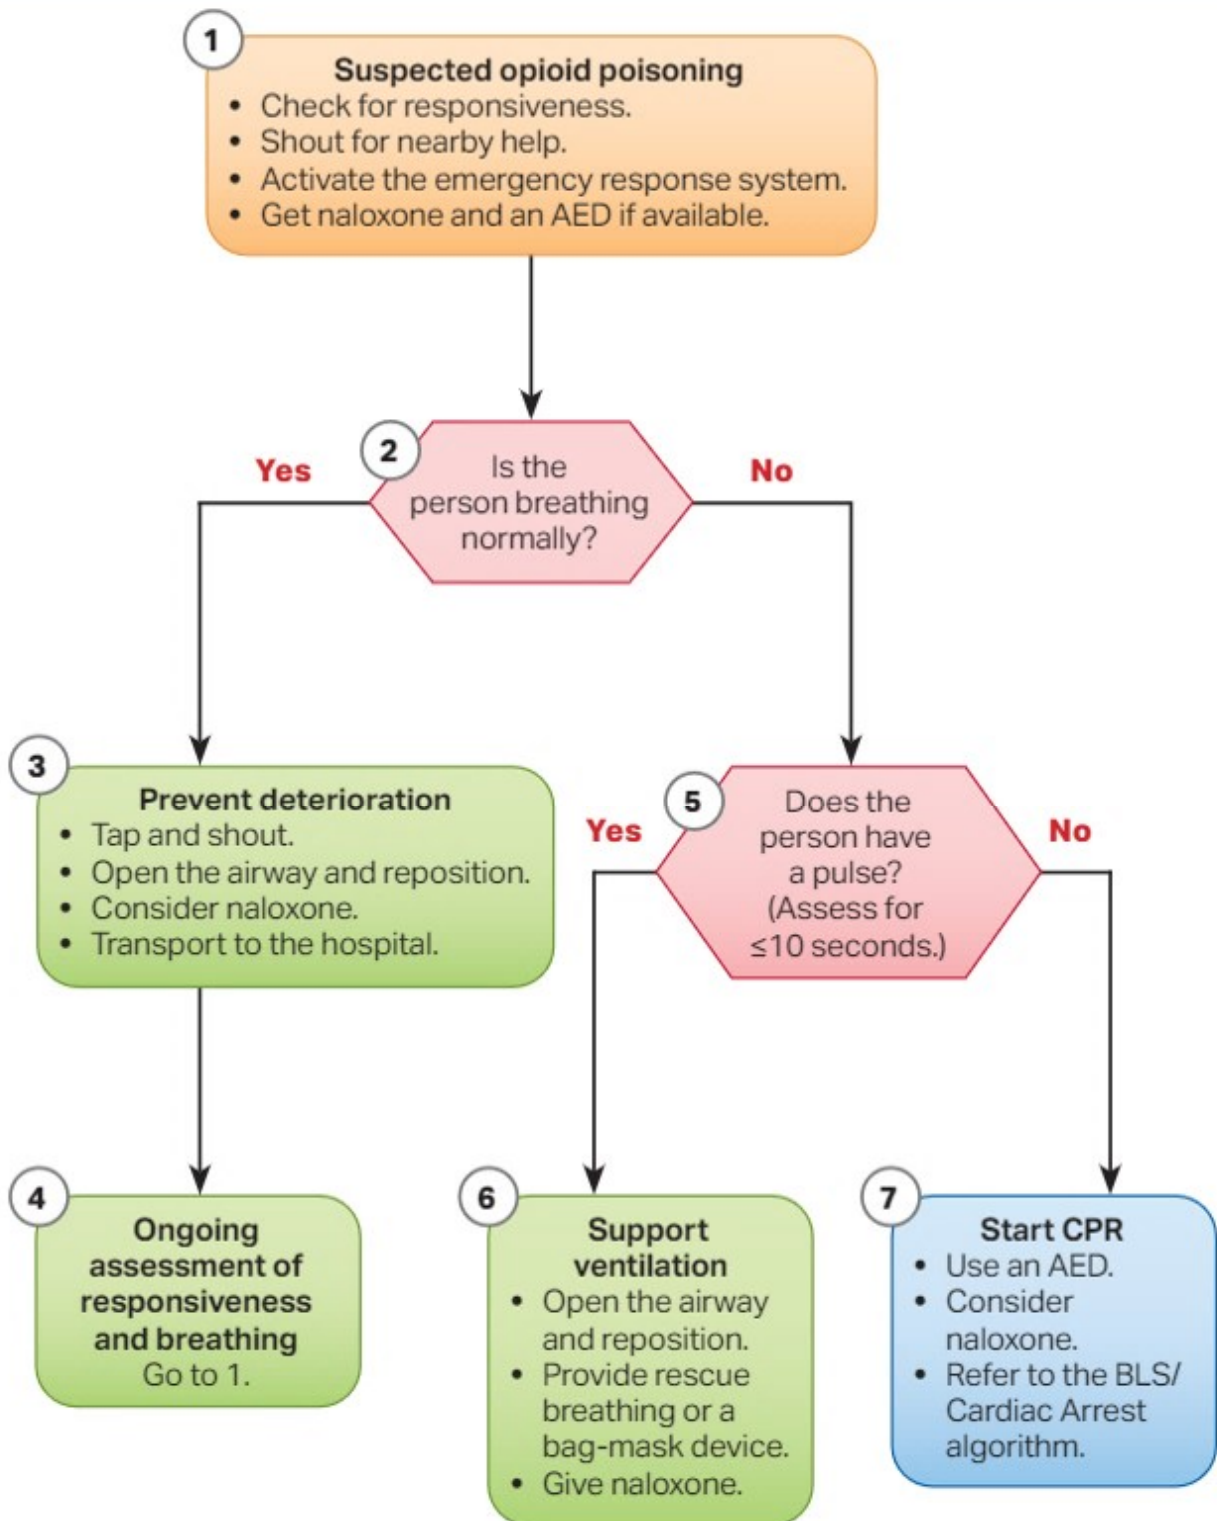 1
Suspected opioid poisoning
• Check for responsiveness.
• Shout for nearby help.
• Activate the emergency response system.
• Get naloxone and an AED if available.
2
Yes
Is the
person breathing
normally?
No
3
Prevent deterioration
• Tap and shout.
• Open the airway and reposition.
• Consider naloxone.
• Transport to the hospital.
4
Ongoing
assessment of
responsiveness
and breathing
Go to 1.
5
Yes
Does the
person have
a pulse?
(Assess for
≤10 seconds.)
No
6
Support
ventilation
• Open the airway
and reposition.
• Provide rescue
breathing or a
bag-mask device.
• Give naloxone.
7
Start CPR
• Use an AED.
• Consider
naloxone.
• Refer to the BLS/
Cardiac Arrest
algorithm.